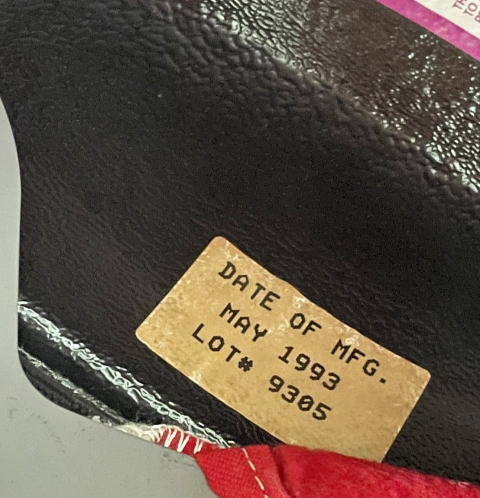 DATE OF MFG.
MAY 1993
LOT# 9305